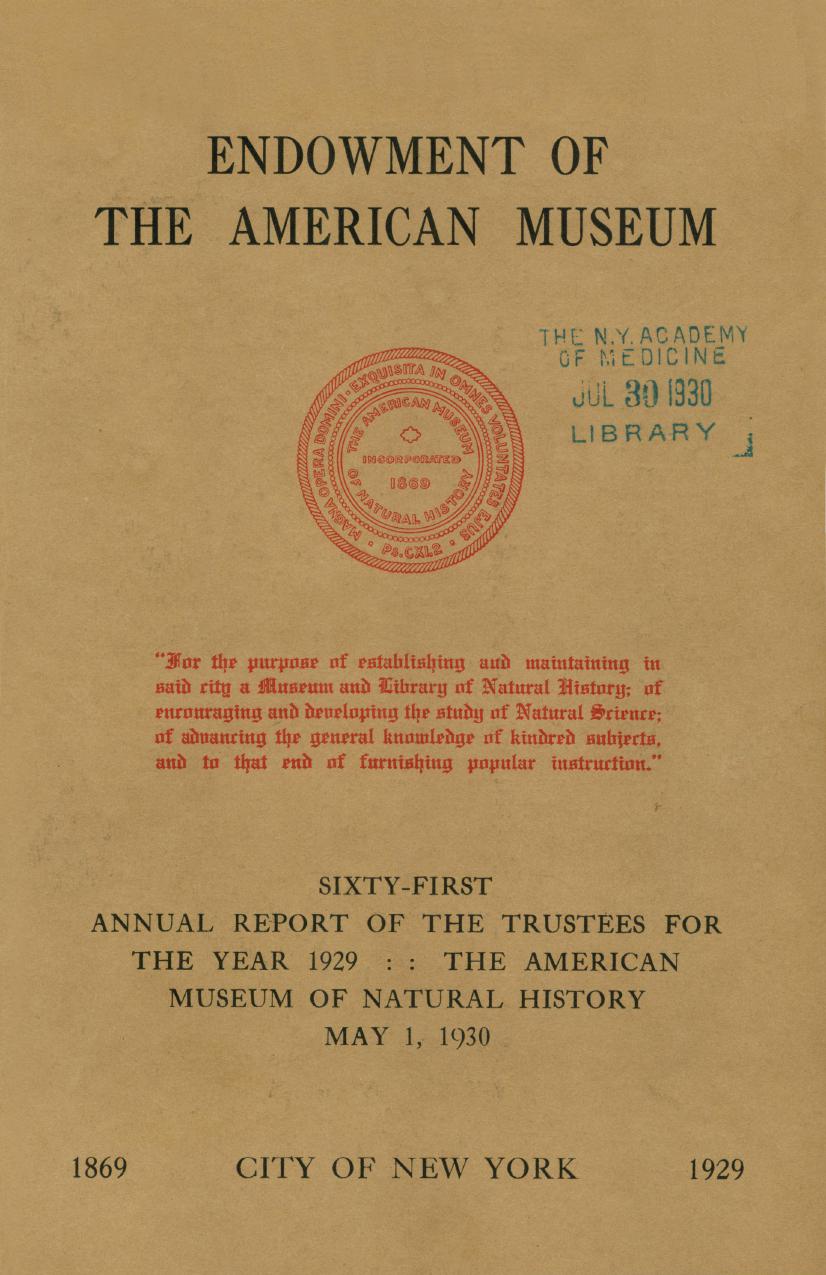 ENDOWMENT OF
THE AMERICAN MUSEUM
THE N.Y. ACADEMY
OF MEDICINE
JUL 30 1930
LIBRARY
MAGNA OPERA DOMINI · EXQUISITA IN OMNES VOLUNTATES EJUS
· Ps. CXI.2 ·
THE AMERICAN MUSEUM
INCORPORATED
1869
OF NATURAL HISTORY
"For the purpose of establishing and maintaining in
said city a Museum and Library of Natural History; of
encouraging and developing the study of Natural Science;
of advancing the general knowledge of kindred subjects,
and to that end of furnishing popular instruction."
SIXTY-FIRST
ANNUAL REPORT OF THE TRUSTEES FOR
THE YEAR 1929 : : THE AMERICAN
MUSEUM OF NATURAL HISTORY
MAY 1, 1930
1869 CITY OF NEW YORK 1929